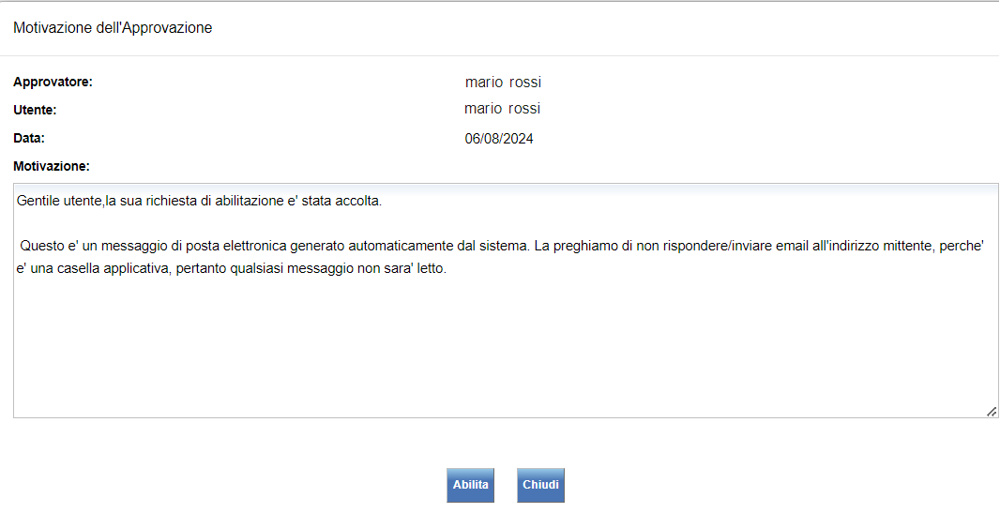 Motivazione dell'Approvazione
Approvatore: mario rossi
Utente: mario rossi
Data: 06/08/2024
Motivazione:
Gentile utente,la sua richiesta di abilitazione e' stata accolta.
Questo e' un messaggio di posta elettronica generato automaticamente dal sistema. La preghiamo di non rispondere/inviare email all'indirizzo mittente, perche'
e' una casella applicativa, pertanto qualsiasi messaggio non sara' letto.
Abilita Chiudi